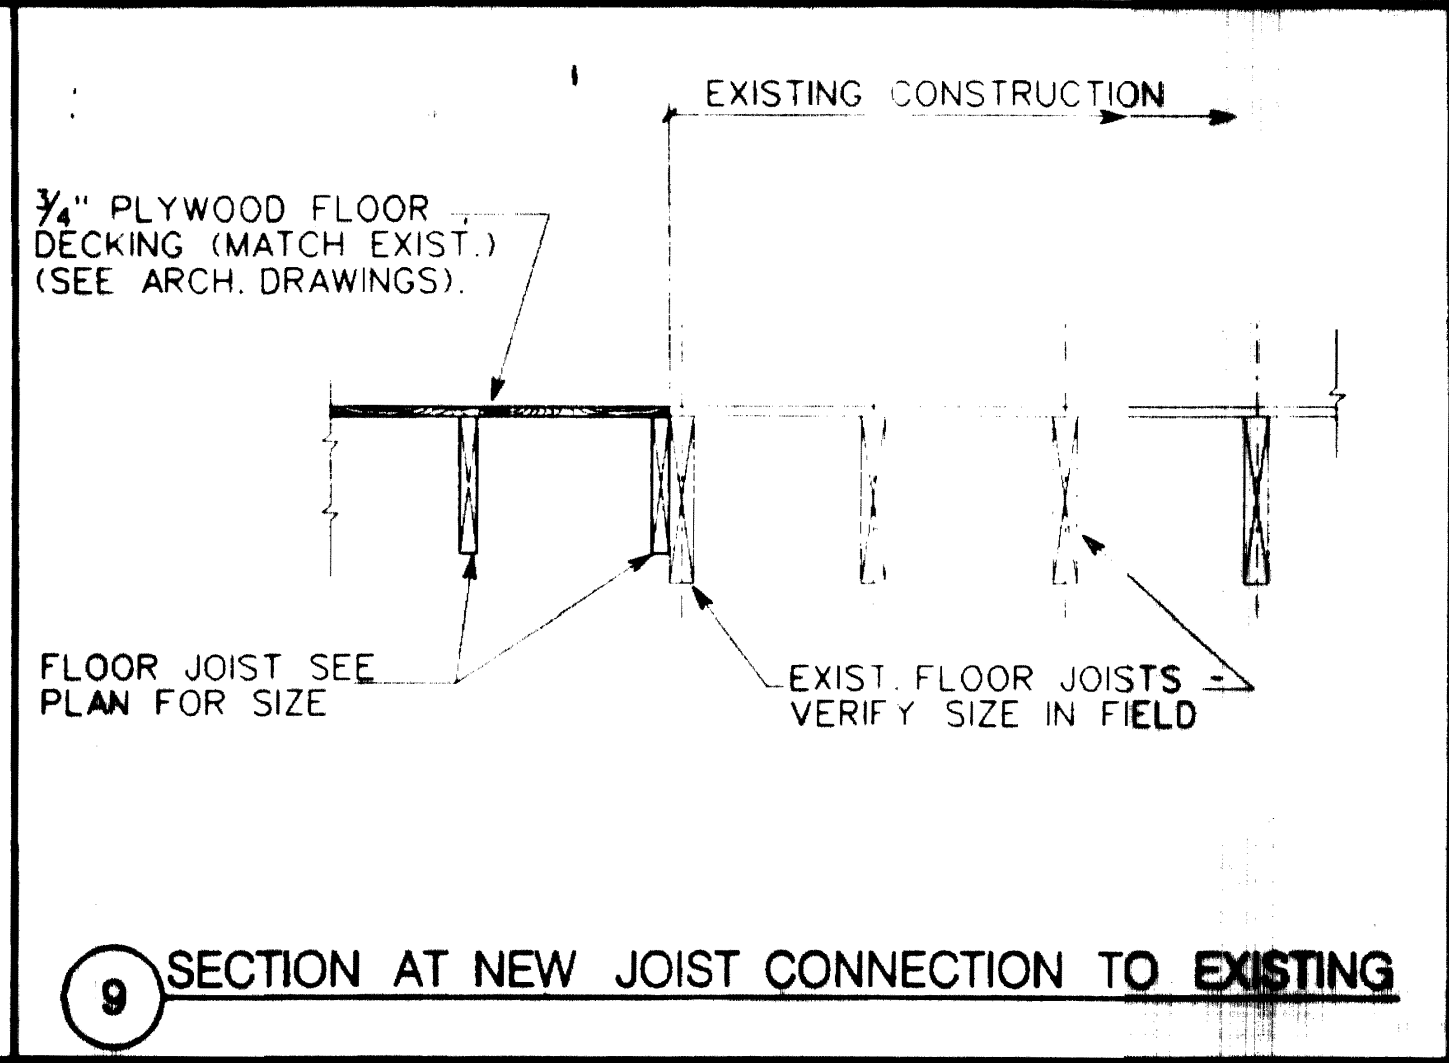 EXISTING CONSTRUCTION
3/4" PLYWOOD FLOOR
DECKING (MATCH EXIST.)
(SEE ARCH. DRAWINGS).
FLOOR JOIST SEE
PLAN FOR SIZE
EXIST. FLOOR JOISTS -
VERIFY SIZE IN FIELD
9 SECTION AT NEW JOIST CONNECTION TO EXISTING